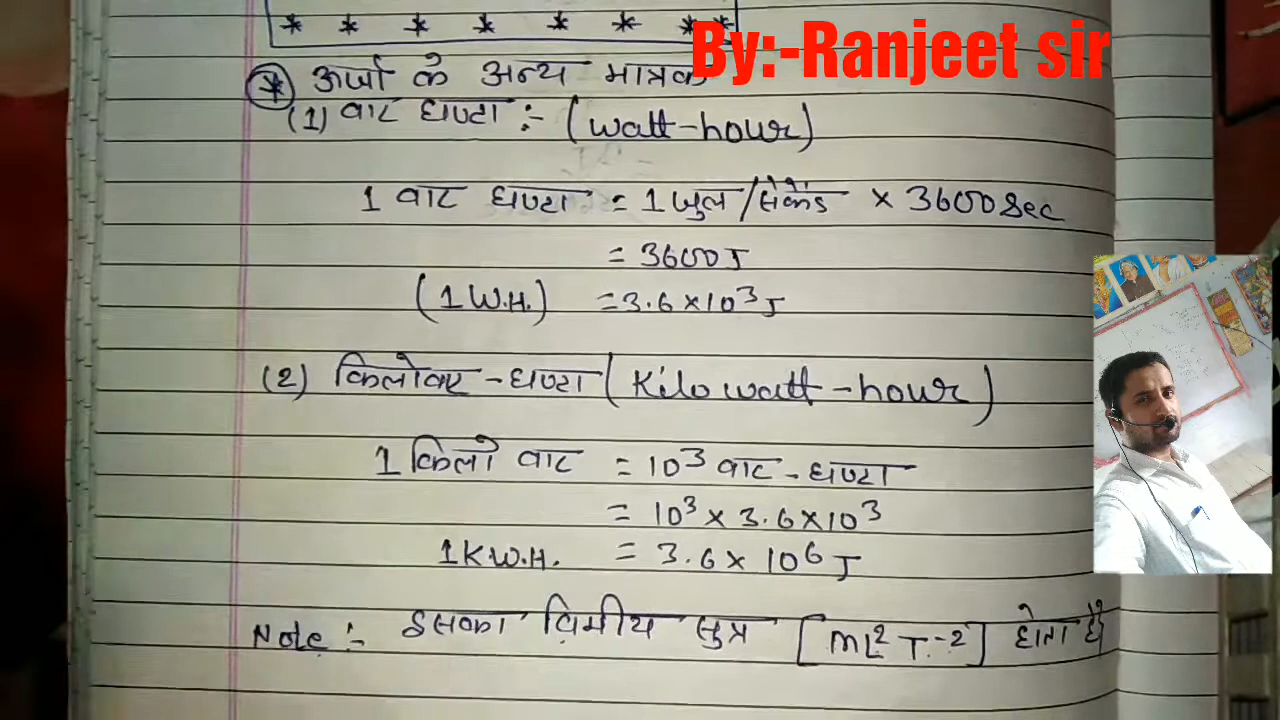 * * * * * * * *
By:-Ranjeet sir
* ऊर्जा के अन्य मात्रक
(1) वाट घण्टा :- (watt-hour)
1 वाट घण्टा = 1 जुल/सेकेंड × 3600 Sec
= 3600 J
(1 W.H.) = 3.6 × 10³ J
(2) किलोवाट - घण्टा (Kilo watt - hour)
1 किलो वाट = 10³ वाट - घण्टा
= 10³ × 3.6 × 10³
1 K W.H. = 3.6 × 10⁶ J
Note :- इसका विमीय सुत्र [ML² T⁻²] होता है